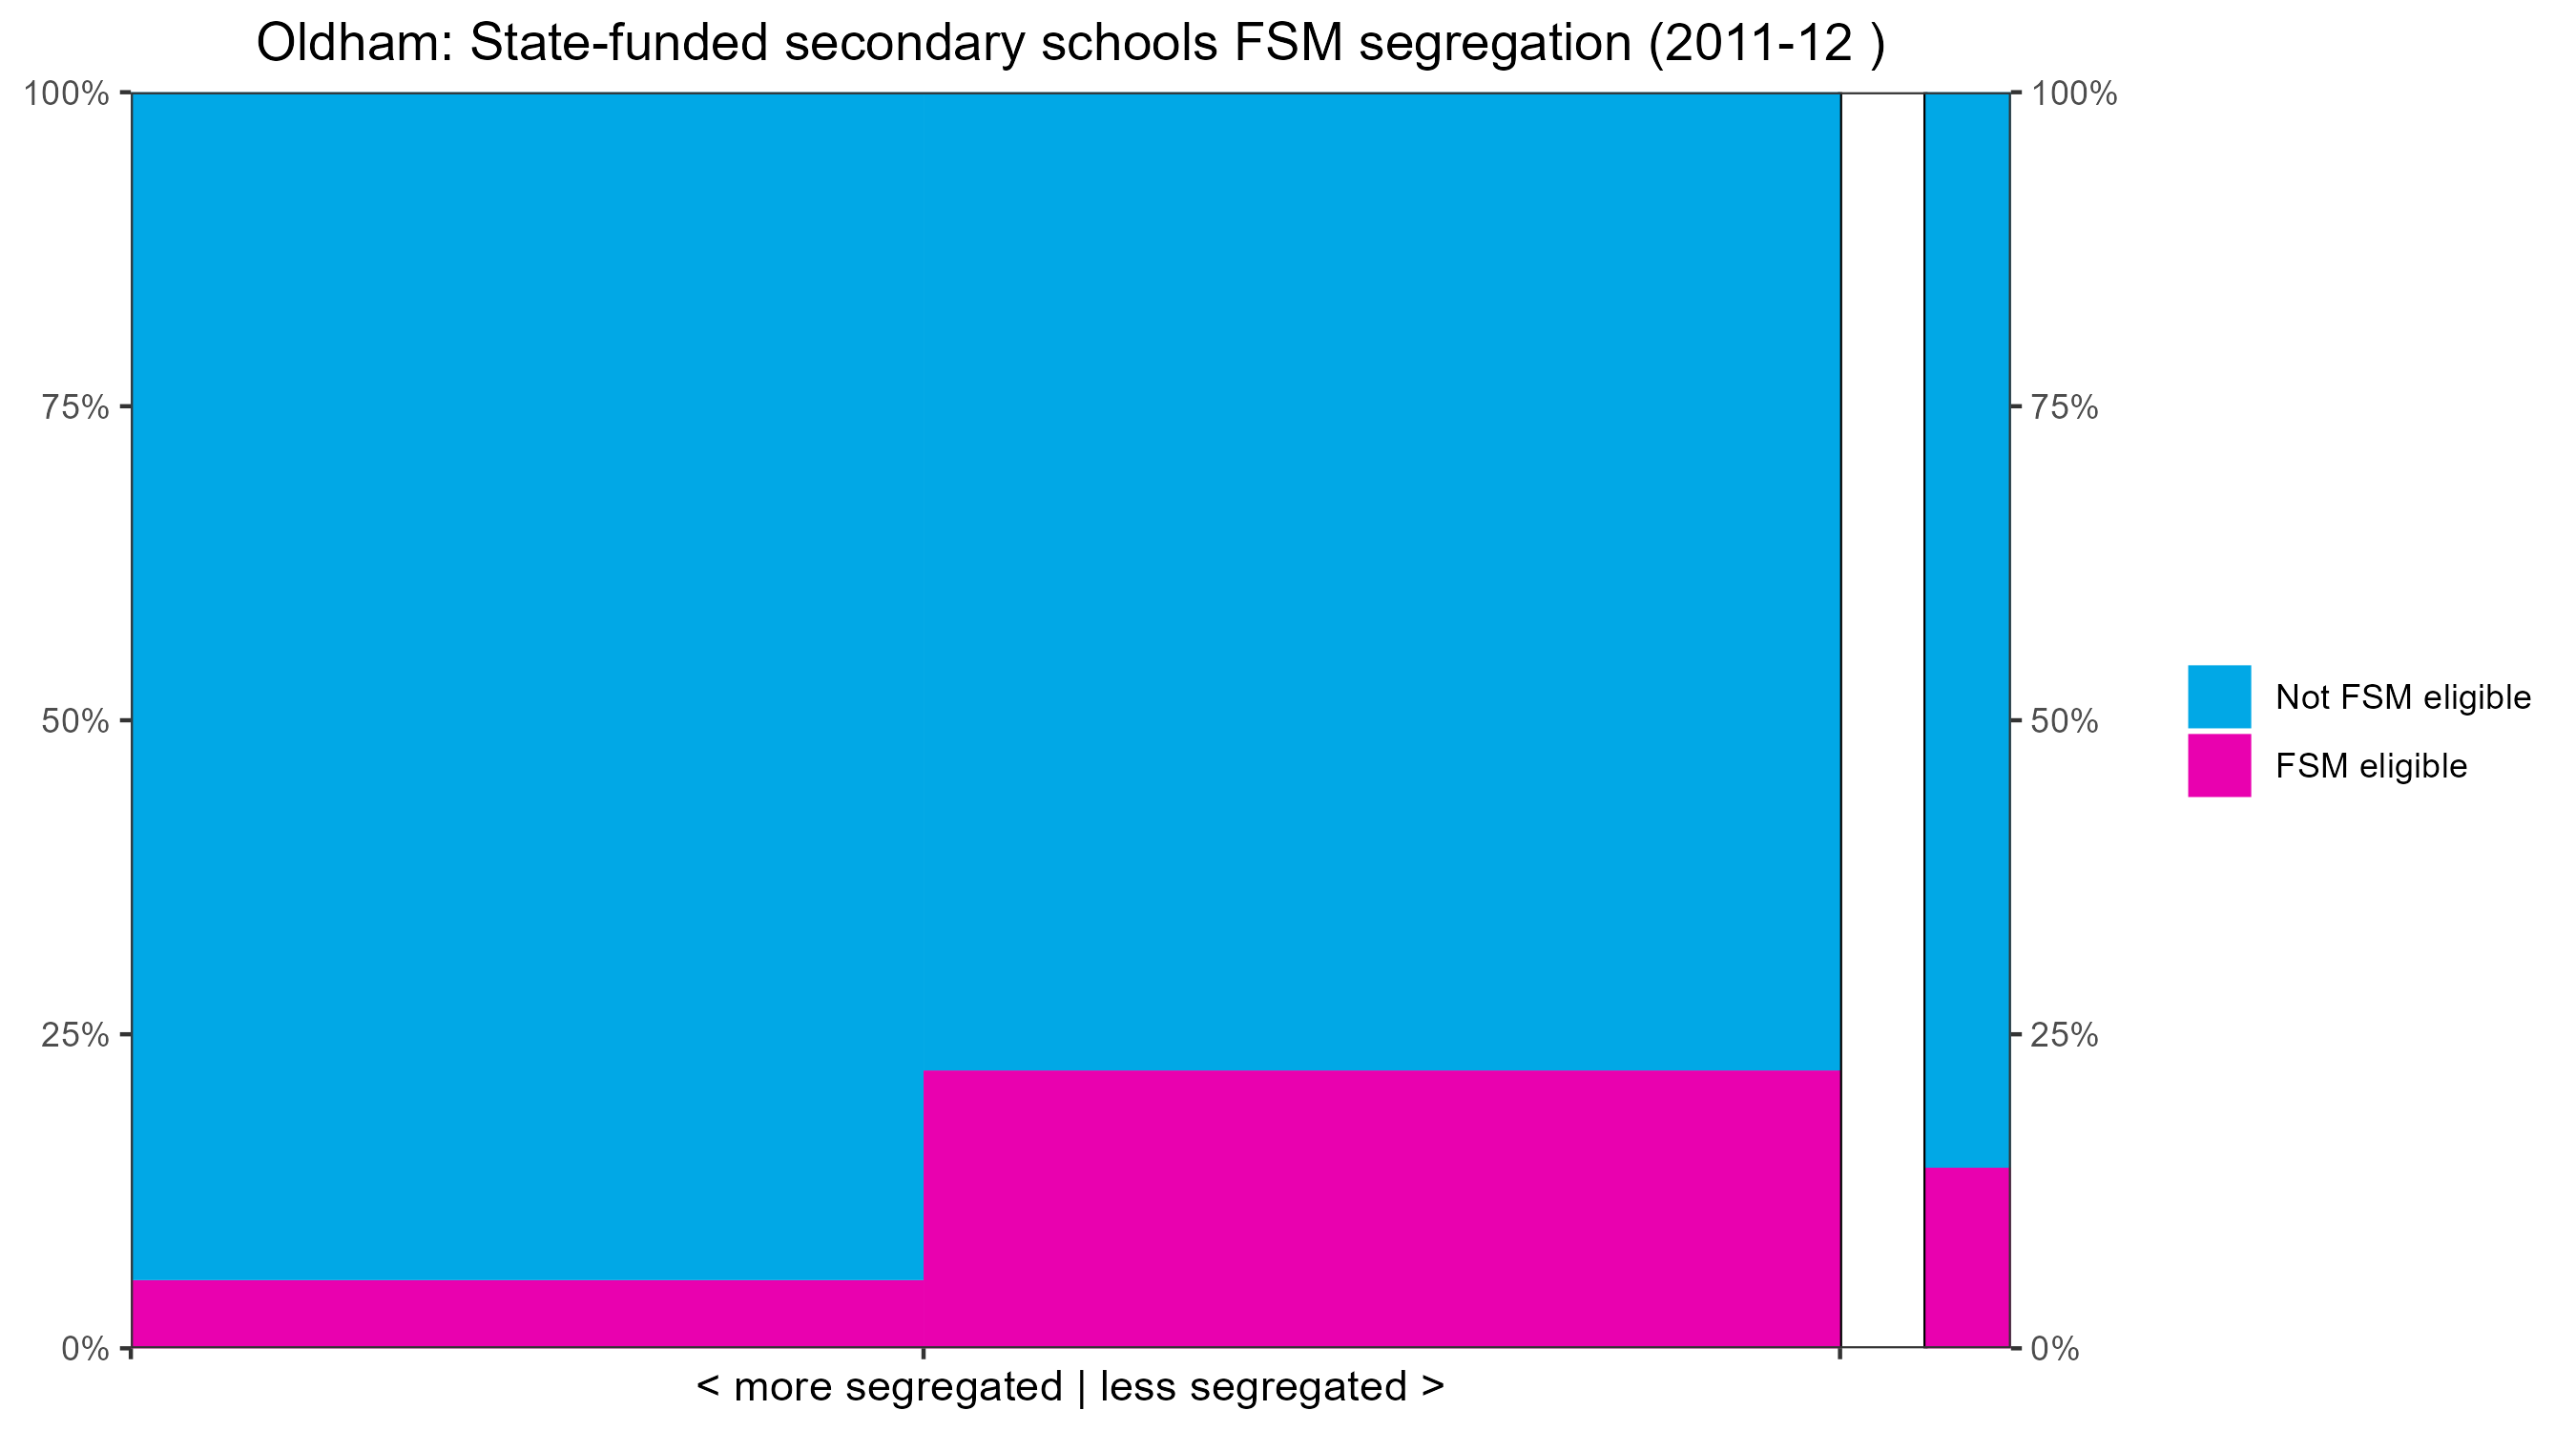 Oldham: State-funded secondary schools FSM segregation (2011-12 )
100%
75%
50%
25%
0%
100%
75%
50%
25%
0%
Not FSM eligible
FSM eligible
< more segregated | less segregated >